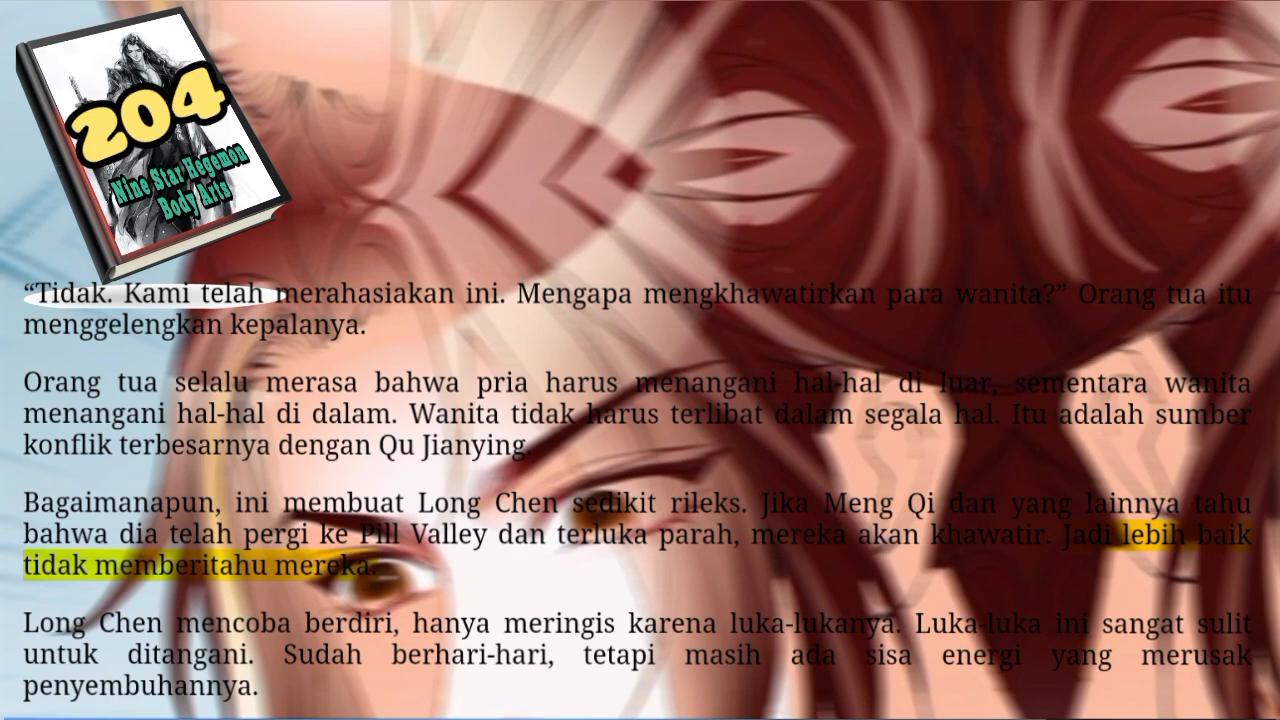 204
Nine Star Hegemon
Body Arts
“Tidak. Kami telah merahasiakan ini. Mengapa mengkhawatirkan para wanita?” Orang tua itu
menggelengkan kepalanya.
Orang tua selalu merasa bahwa pria harus menangani hal-hal di luar, sementara wanita
menangani hal-hal di dalam. Wanita tidak harus terlibat dalam segala hal. Itu adalah sumber
konflik terbesarnya dengan Qu Jianying.
Bagaimanapun, ini membuat Long Chen sedikit rileks. Jika Meng Qi dan yang lainnya tahu
bahwa dia telah pergi ke Pill Valley dan terluka parah, mereka akan khawatir. Jadi lebih baik
tidak memberitahu mereka.
Long Chen mencoba berdiri, hanya meringis karena luka-lukanya. Luka-luka ini sangat sulit
untuk ditangani. Sudah berhari-hari, tetapi masih ada sisa energi yang merusak
penyembuhannya.